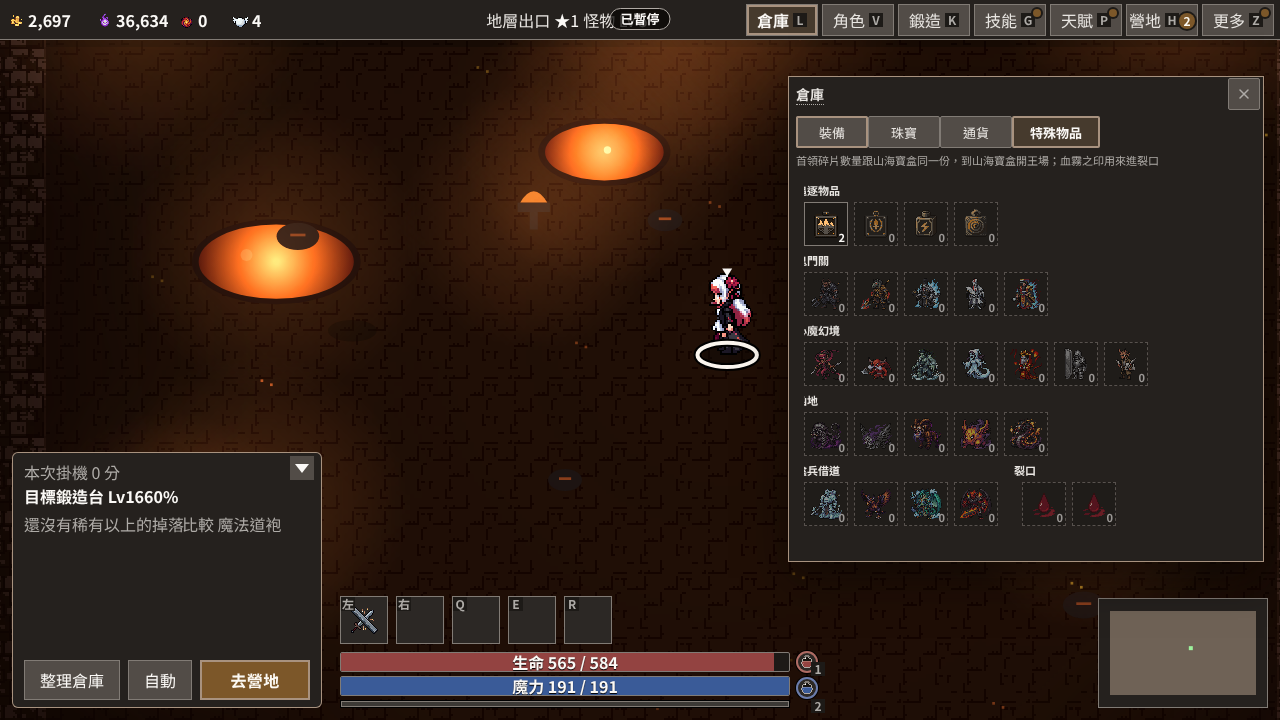 2,697
36,634
0
4
地層出口 ★1 怪物
已暫停
倉庫 L
角色 V
鍛造 K
技能 G
天賦 P
營地 H 2
更多 Z
倉庫
裝備
珠寶
通貨
特殊物品
首領碎片數量跟山海寶盒同一份，到山海寶盒開王場；血霧之印用來進裂口
逐物品
2
0
0
0
門關
0
0
0
0
0
魔幻境
0
0
0
0
0
0
0
地
0
0
0
0
0
兵借道
裂口
0
0
0
0
0
0
本次掛機 0 分
目標鍛造台 Lv1660%
還沒有稀有以上的掉落比較 魔法道袍
整理倉庫
自動
去營地
左
右
Q
E
R
生命 565 / 584
1
魔力 191 / 191
2